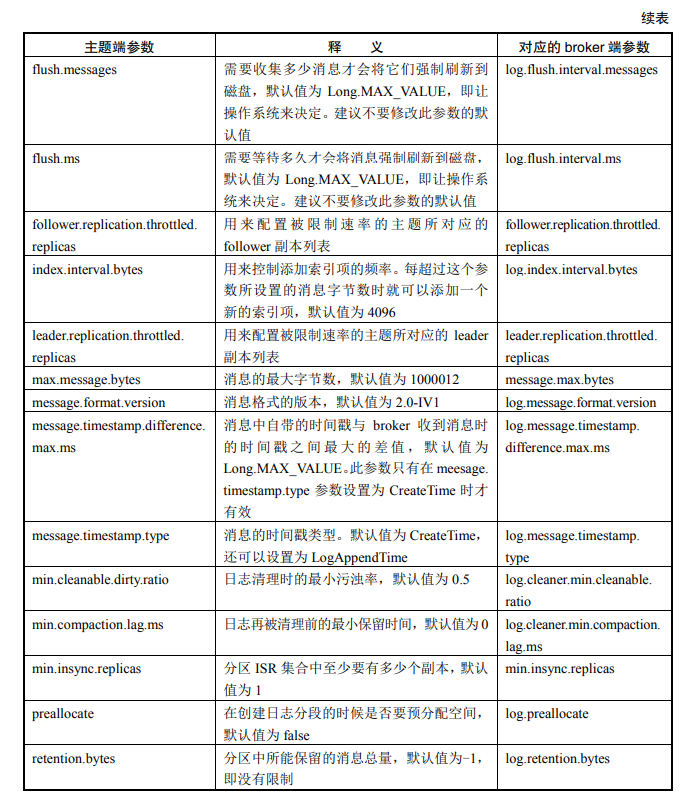 续表
主题端参数 释 义 对应的 broker 端参数
flush.messages 需要收集多少消息才会将它们强制刷新到 log.flush.interval.messages
磁盘，默认值为 Long.MAX_VALUE，即让
操作系统来决定。建议不要修改此参数的默
认值
flush.ms 需要等待多久才会将消息强制刷新到磁盘， log.flush.interval.ms
默认值为 Long.MAX_VALUE，即让操作系
统来决定。建议不要修改此参数的默认值
follower.replication.throttled. 用来配置被限制速率的主题所对应的 follower.replication.throttled.
replicas follower 副本列表 replicas
index.interval.bytes 用来控制添加索引项的频率。每超过这个参 log.index.interval.bytes
数所设置的消息字节数时就可以添加一个
新的索引项，默认值为 4096
leader.replication.throttled. 用来配置被限制速率的主题所对应的 leader leader.replication.throttled.
replicas 副本列表 replicas
max.message.bytes 消息的最大字节数，默认值为 1000012 message.max.bytes
message.format.version 消息格式的版本，默认值为 2.0-IV1 log.message.format.version
message.timestamp.difference. 消息中自带的时间戳与 broker 收到消息时 log.message.timestamp.
max.ms 的时间戳之间最大的差值，默认值为 difference.max.ms
Long.MAX_VALUE。此参数只有在 meesage.
timestamp.type 参数设置为 CreateTime 时才
有效
message.timestamp.type 消息的时间戳类型。默认值为 CreateTime， log.message.timestamp.
还可以设置为 LogAppendTime type
min.cleanable.dirty.ratio 日志清理时的最小污浊率，默认值为 0.5 log.cleaner.min.cleanable.
ratio
min.compaction.lag.ms 日志再被清理前的最小保留时间，默认值为 0 log.cleaner.min.compaction.
lag.ms
min.insync.replicas 分区 ISR 集合中至少要有多少个副本，默认 min.insync.replicas
值为 1
preallocate 在创建日志分段的时候是否要预分配空间， log.preallocate
默认值为 false
retention.bytes 分区中所能保留的消息总量，默认值为-1， log.retention.bytes
即没有限制